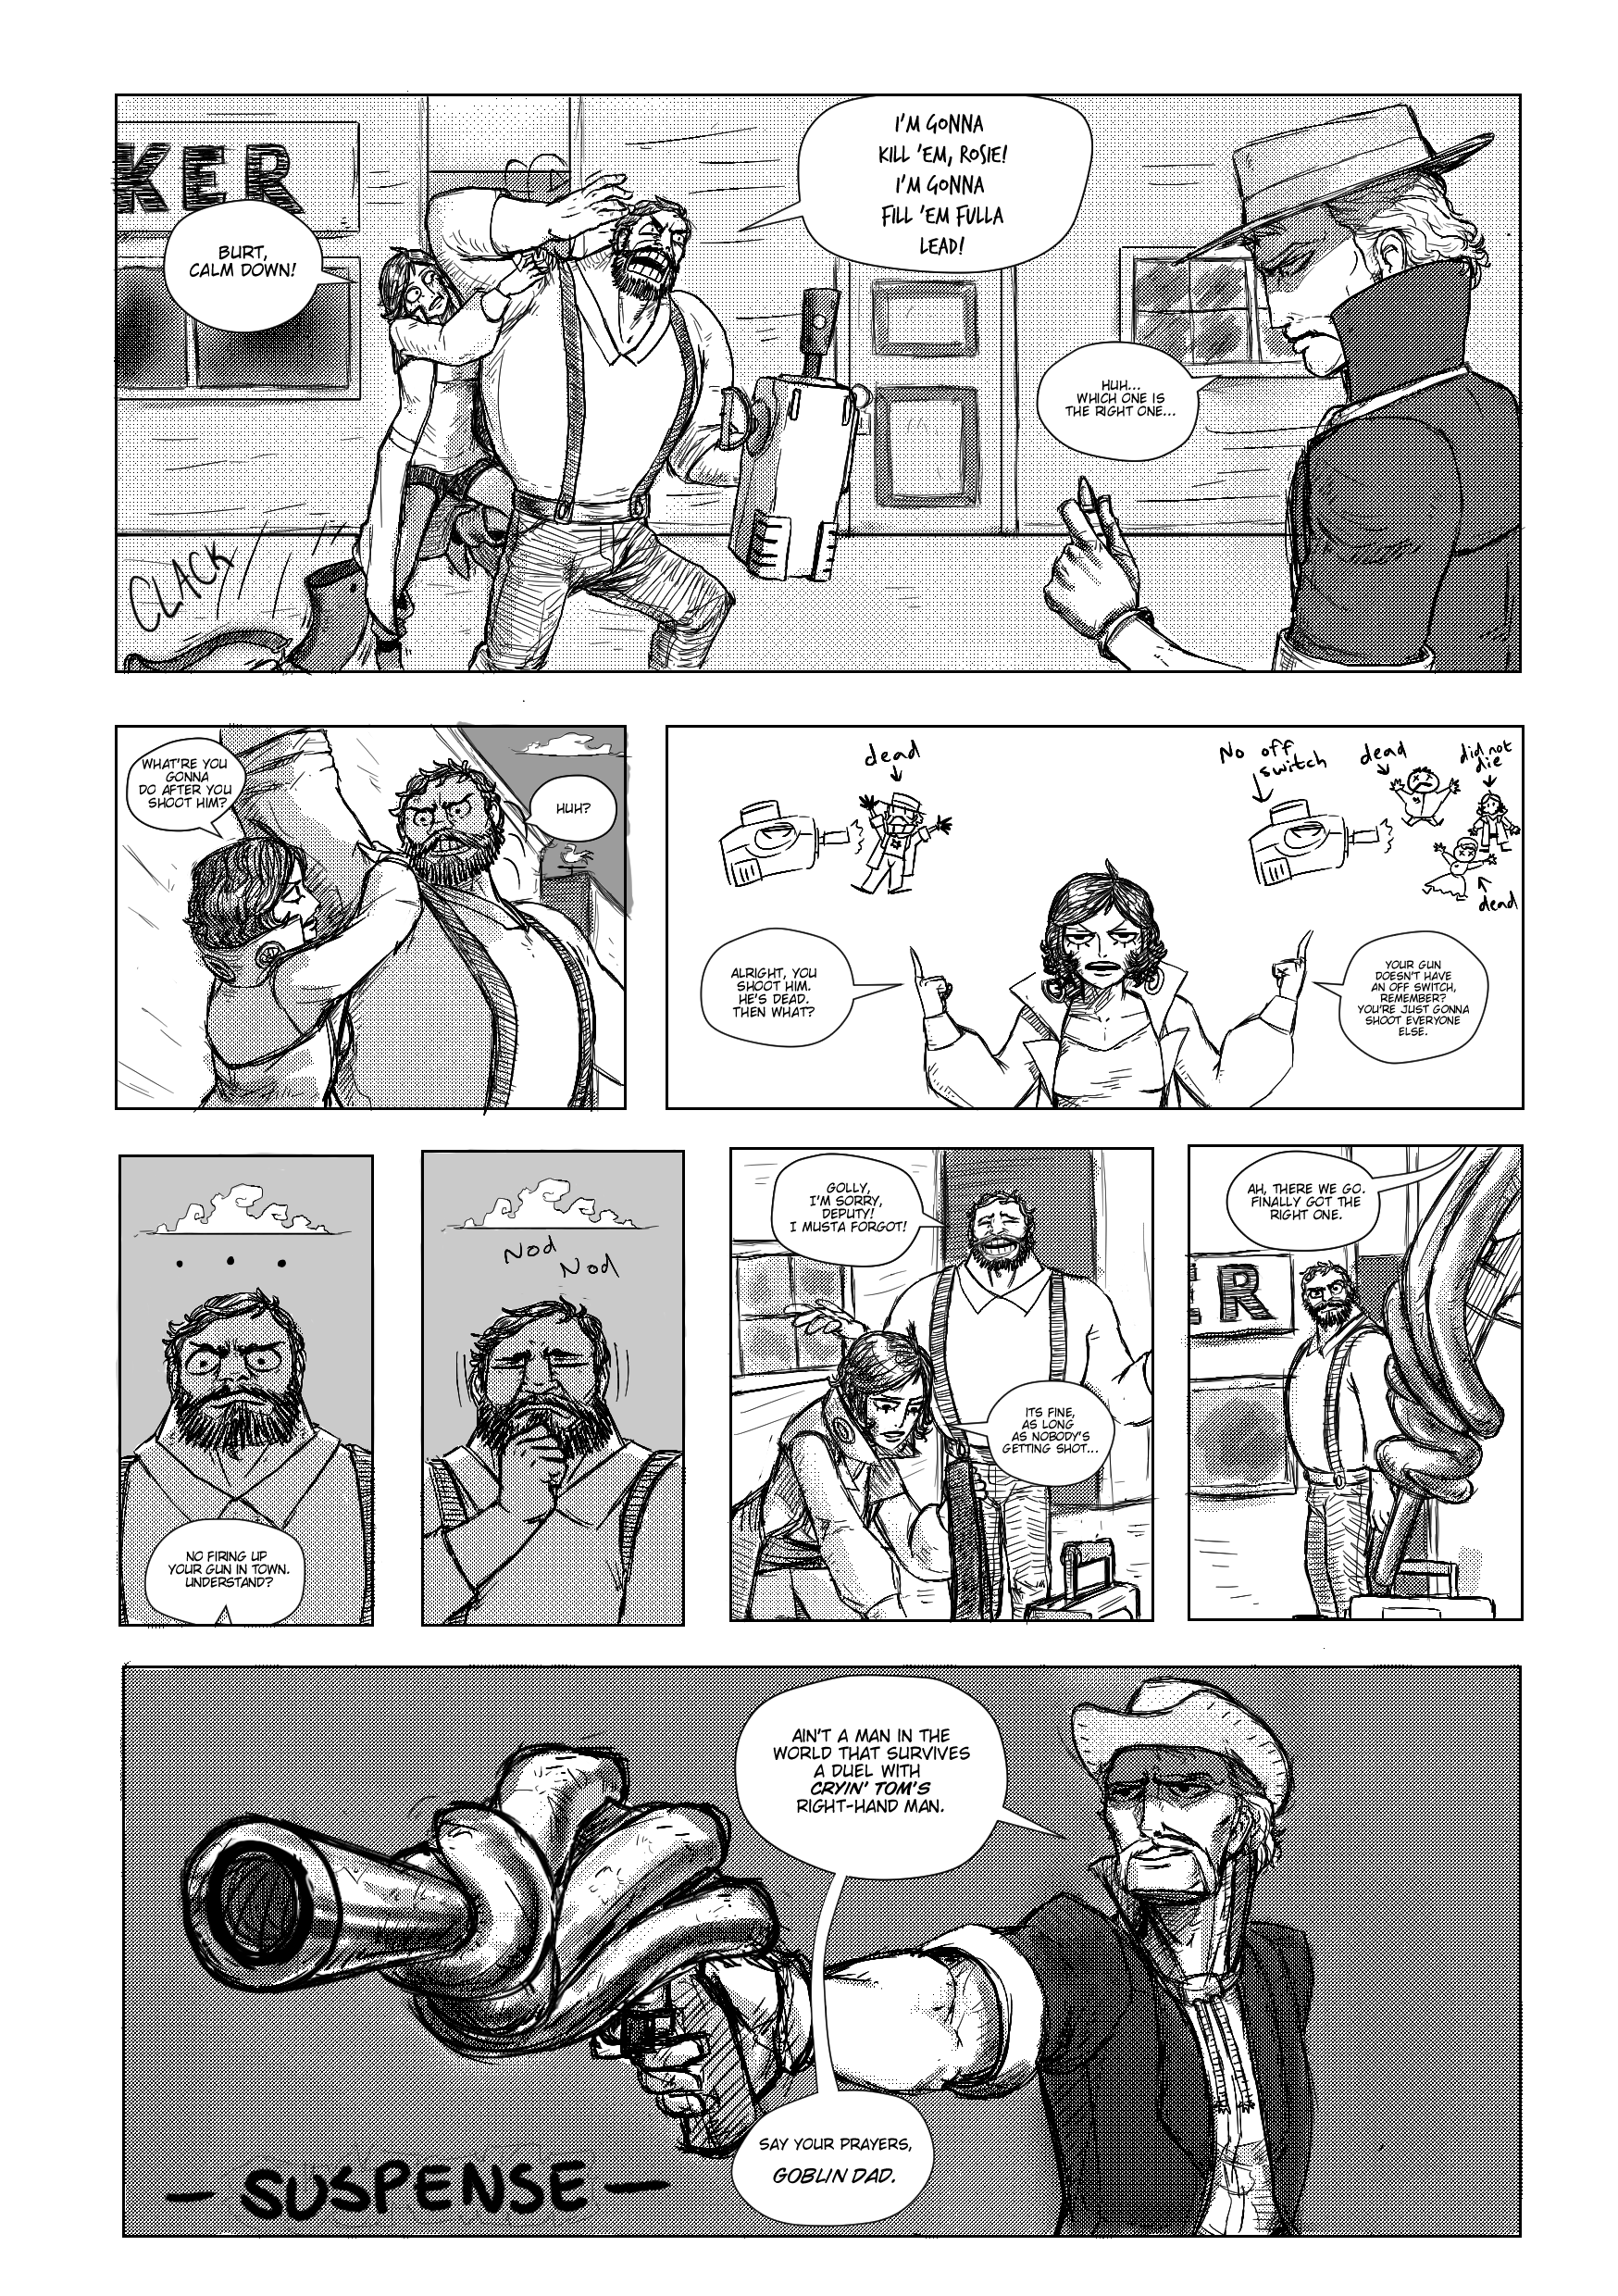 KER
BURT,
CALM DOWN!
I'M GONNA
KILL 'EM, ROSIE!
I'M GONNA
FILL 'EM FULLA
LEAD!
HUH...
WHICH ONE IS
THE RIGHT ONE...
CLACK
WHAT'RE YOU
GONNA
DO AFTER YOU
SHOOT HIM?
HUH?
dead
ALRIGHT, YOU
SHOOT HIM.
HE'S DEAD.
THEN WHAT?
No off
switch
dead
did not
die
dead
YOUR GUN
DOESN'T HAVE
AN OFF SWITCH,
REMEMBER?
YOU'RE JUST GONNA
SHOOT EVERYONE
ELSE.
. . .
NO FIRING UP
YOUR GUN IN TOWN.
UNDERSTAND?
Nod
Nod
GOLLY,
I'M SORRY,
DEPUTY!
I MUSTA FORGOT!
ITS FINE,
AS LONG
AS NOBODY'S
GETTING SHOT...
AH, THERE WE GO.
FINALLY GOT THE
RIGHT ONE.
ER
AIN'T A MAN IN THE
WORLD THAT SURVIVES
A DUEL WITH
CRYIN' TOM'S
RIGHT-HAND MAN.
SAY YOUR PRAYERS,
GOBLIN DAD.
— SUSPENSE —